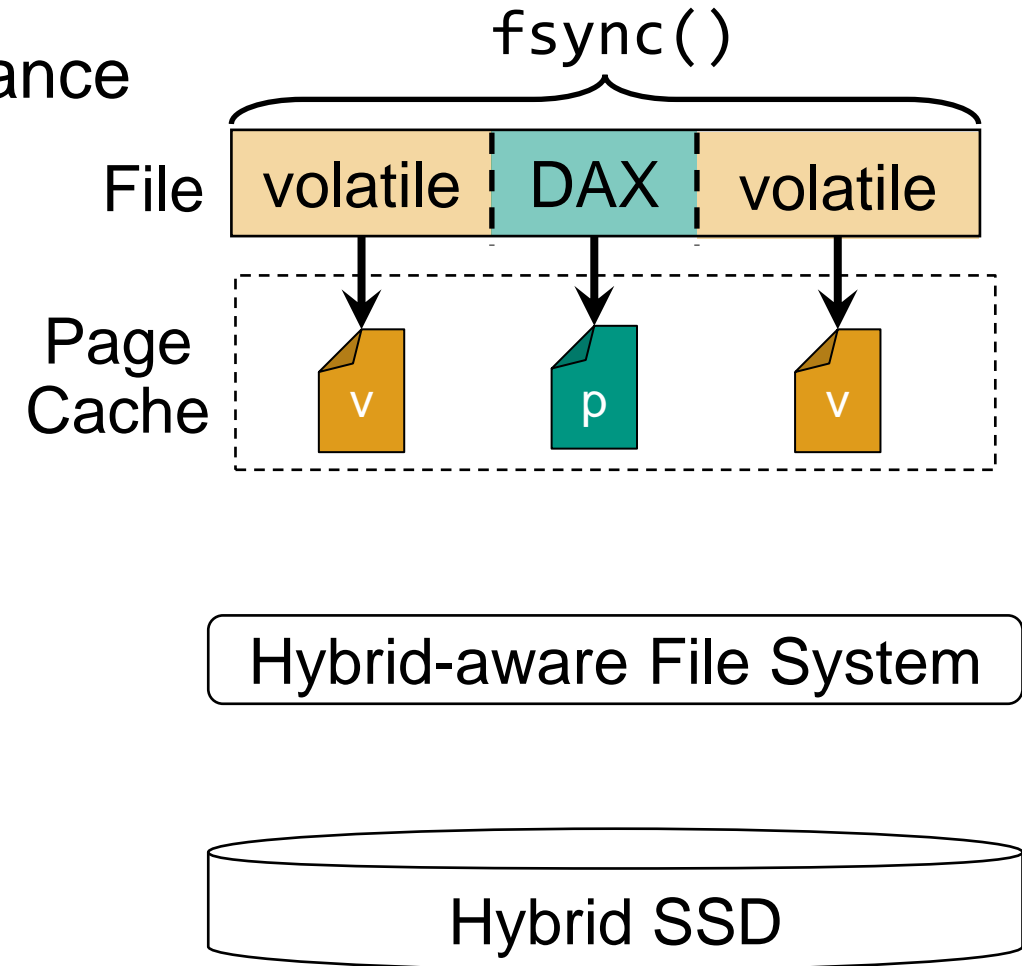 fsync()
ance
File
volatile
DAX
volatile
Page
Cache
v
p
v
Hybrid-aware File System
Hybrid SSD